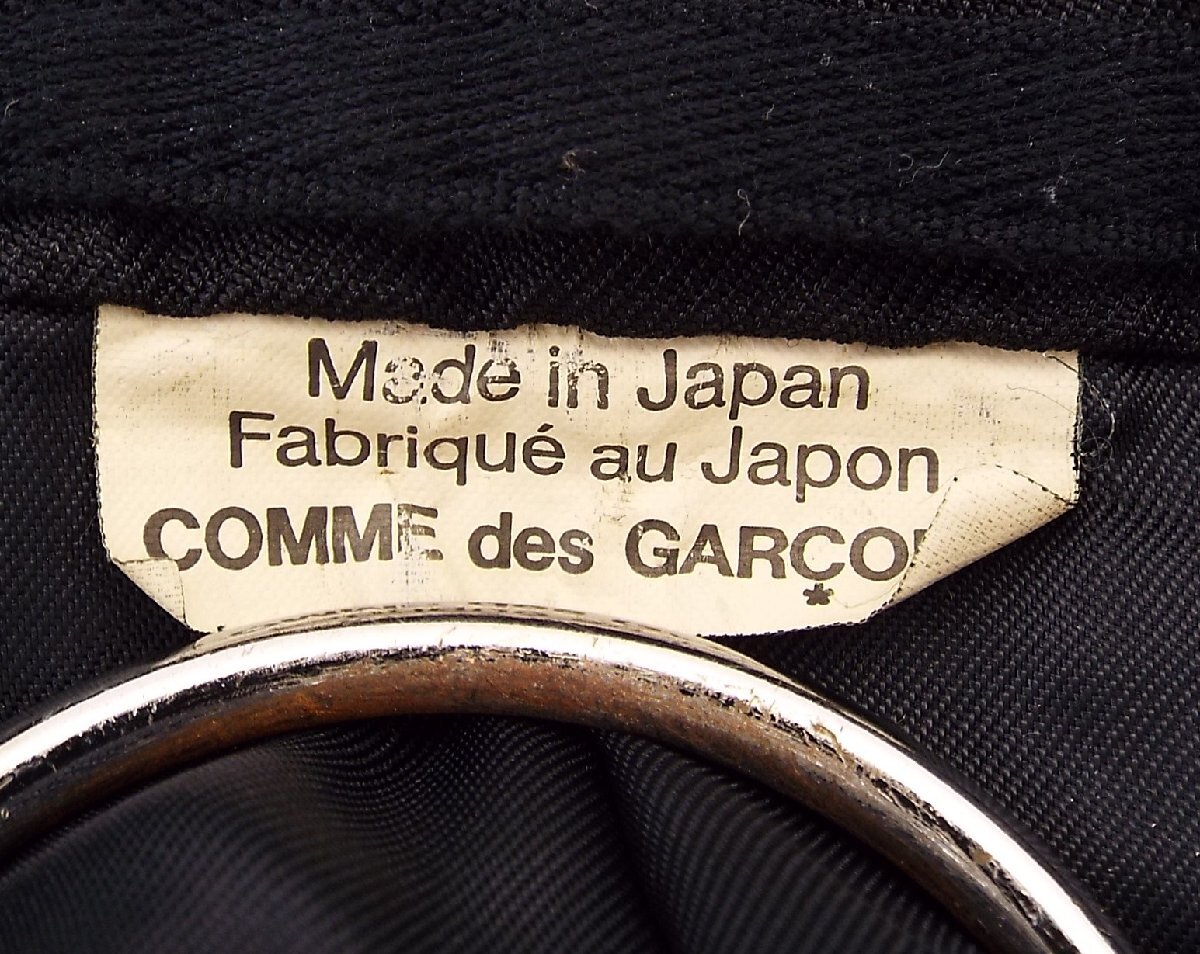 Made in Japan
Fabriqué au Japon
COMME des GARÇO